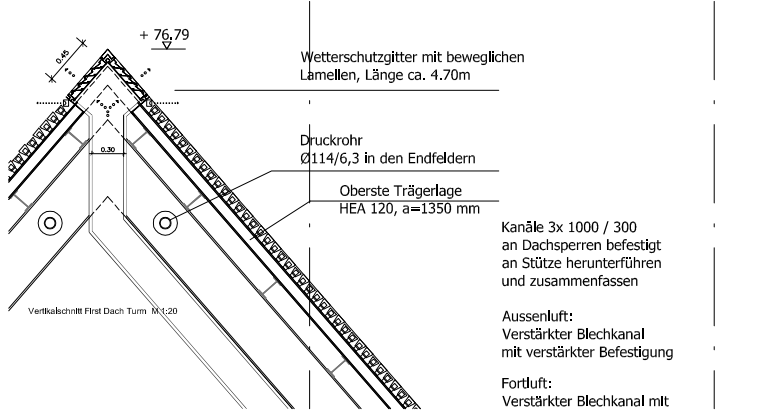 + 76.79
0.45
Wetterschutzgitter mit beweglichen
Lamellen, Länge ca. 4.70m
Druckrohr
Ø114/6,3 in den Endfeldern
0.30
Oberste Trägerlage
HEA 120, a=1350 mm
Kanäle 3x 1000 / 300
an Dachsperren befestigt
an Stütze herunterführen
und zusammenfassen
Vertikalschnitt First Dach Turm M 1:20
Aussenluft:
Verstärkter Blechkanal
mit verstärkter Befestigung
Fortluft:
Verstärkter Blechkanal mit